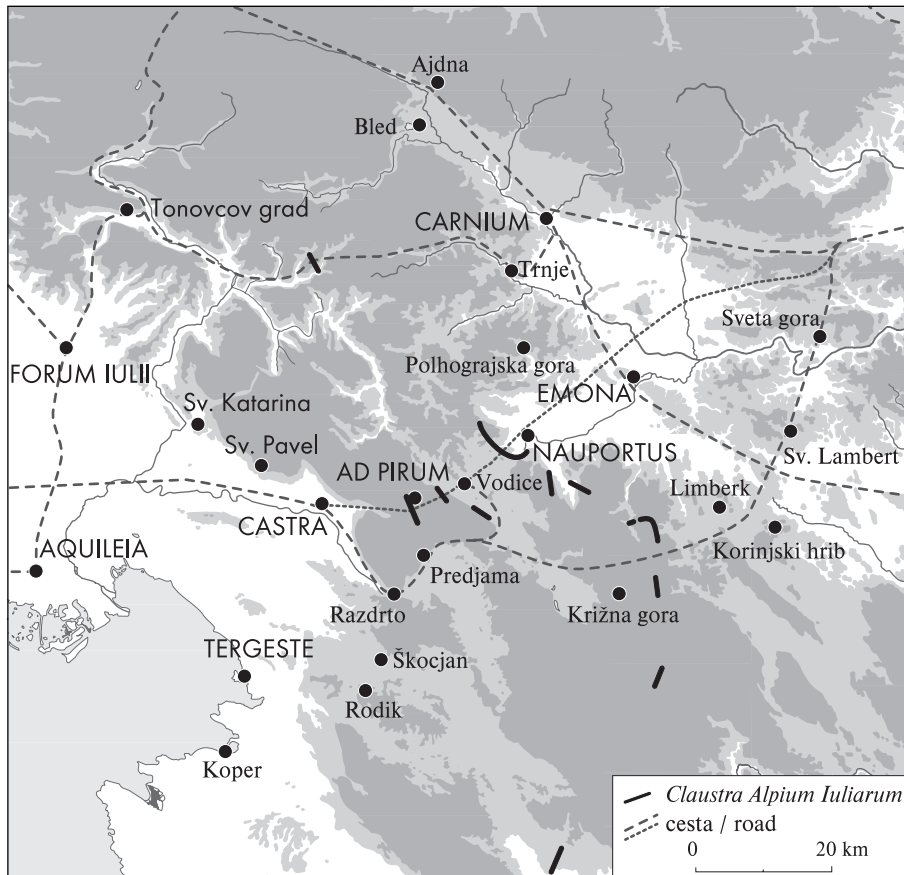 Ajdna
Bled
Tonovcov grad
CARNIUM
Trnje
Sveta gora
Polhograjska gora
FORUM IULII
EMONA
Sv. Katarina
NAUPORTUS
Sv. Lambert
Sv. Pavel
AD PIRUM
Vodice
Limberk
CASTRA
Korinjski hrib
AQUILEIA
Predjama
Razdrto
Križna gora
TERGESTE
Škocjan
Rodik
Koper
Claustra Alpium Iuliarum
cesta / road
0 20 km